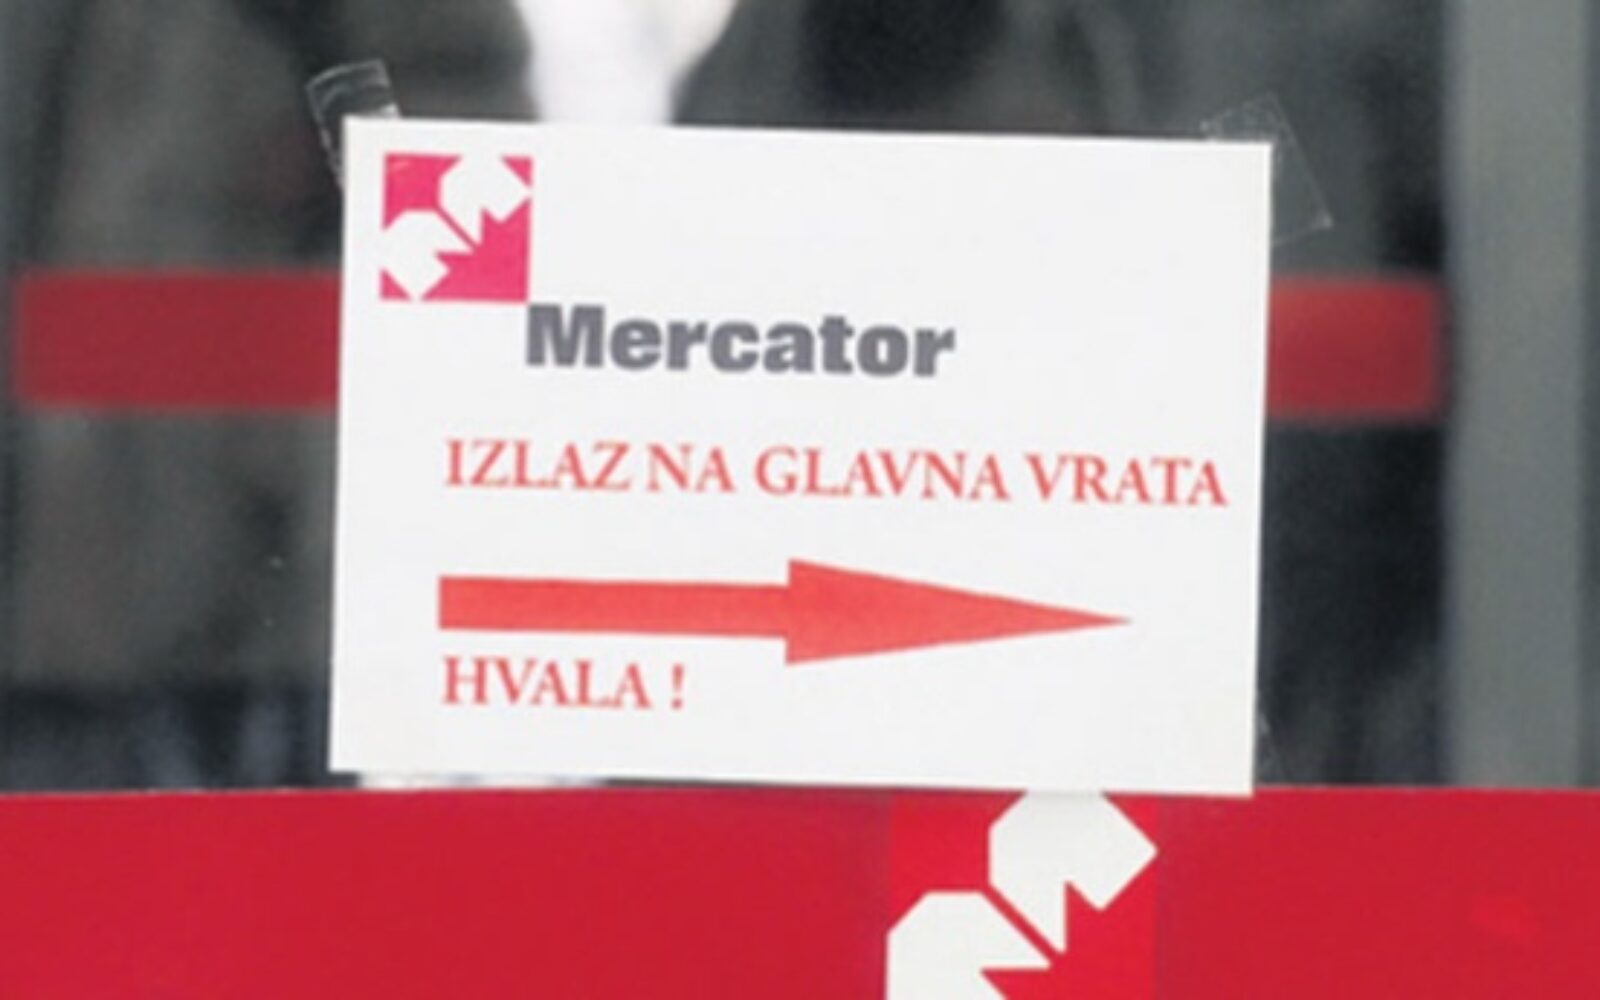 Mercator
IZLAZ NA GLAVNA VRATA
HVALA !